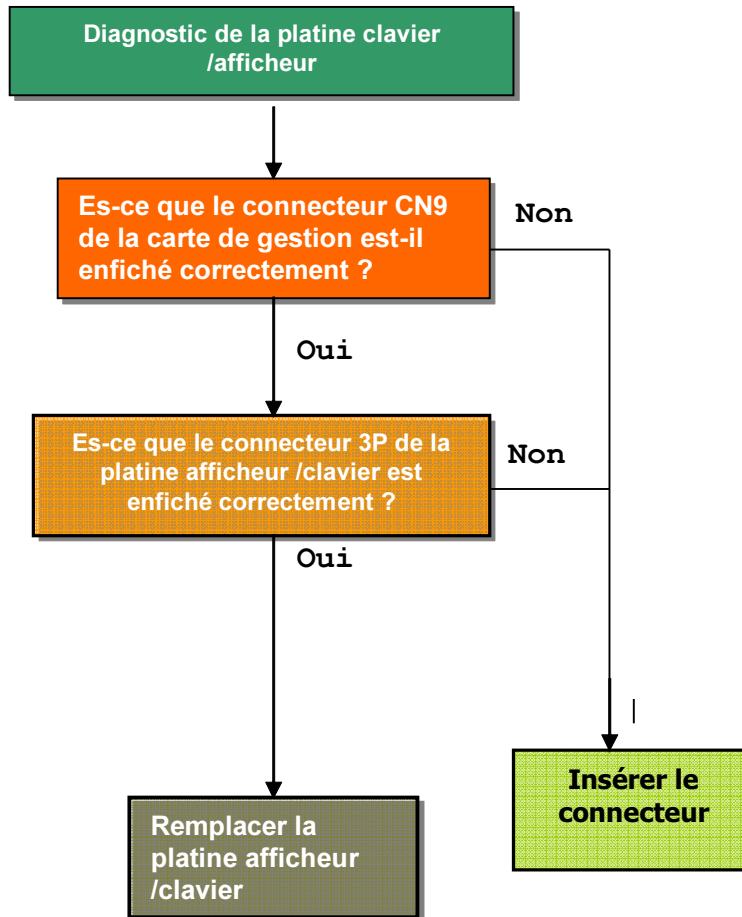 Diagnostic de la platine clavier
/afficheur
Es-ce que le connecteur CN9
de la carte de gestion est-il
enfiché correctement ?
Non
Oui
Es-ce que le connecteur 3P de la
platine afficheur /clavier est
enfiché correctement ?
Non
Oui
Insérer le
connecteur
Remplacer la
platine afficheur
/clavier